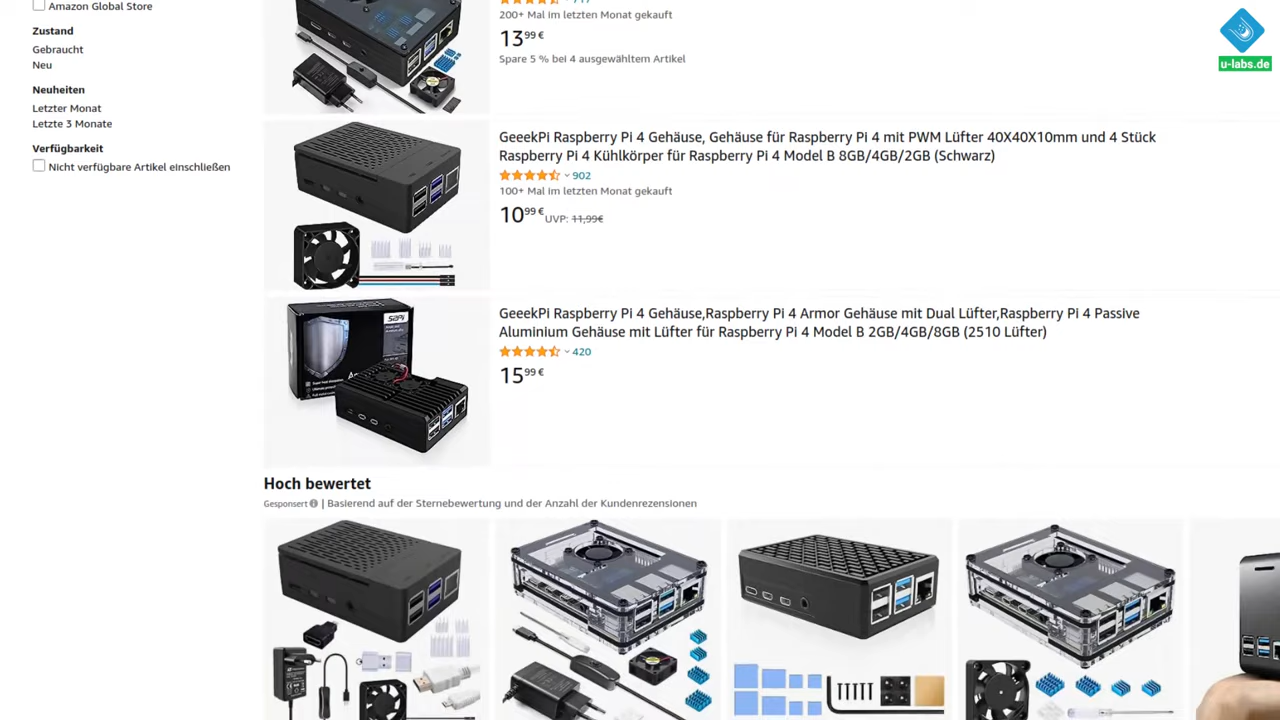 Amazon Global Store
Zustand
Gebraucht
Neu
Neuheiten
Letzter Monat
Letzte 3 Monate
Verfügbarkeit
Nicht verfügbare Artikel einschließen
200+ Mal im letzten Monat gekauft
13 99 €
Spare 5 % bei 4 ausgewähltem Artikel
GeeekPi Raspberry Pi 4 Gehäuse, Gehäuse für Raspberry Pi 4 mit PWM Lüfter 40X40X10mm und 4 Stück
Raspberry Pi 4 Kühlkörper für Raspberry Pi 4 Model B 8GB/4GB/2GB (Schwarz)
902
100+ Mal im letzten Monat gekauft
10 99 € UVP: 11,99€
GeeekPi Raspberry Pi 4 Gehäuse,Raspberry Pi 4 Armor Gehäuse mit Dual Lüfter,Raspberry Pi 4 Passive
Aluminium Gehäuse mit Lüfter für Raspberry Pi 4 Model B 2GB/4GB/8GB (2510 Lüfter)
420
15 99 €
52Pi
Hoch bewertet
Gesponsert | Basierend auf der Sternebewertung und der Anzahl der Kundenrezensionen
u-labs.de